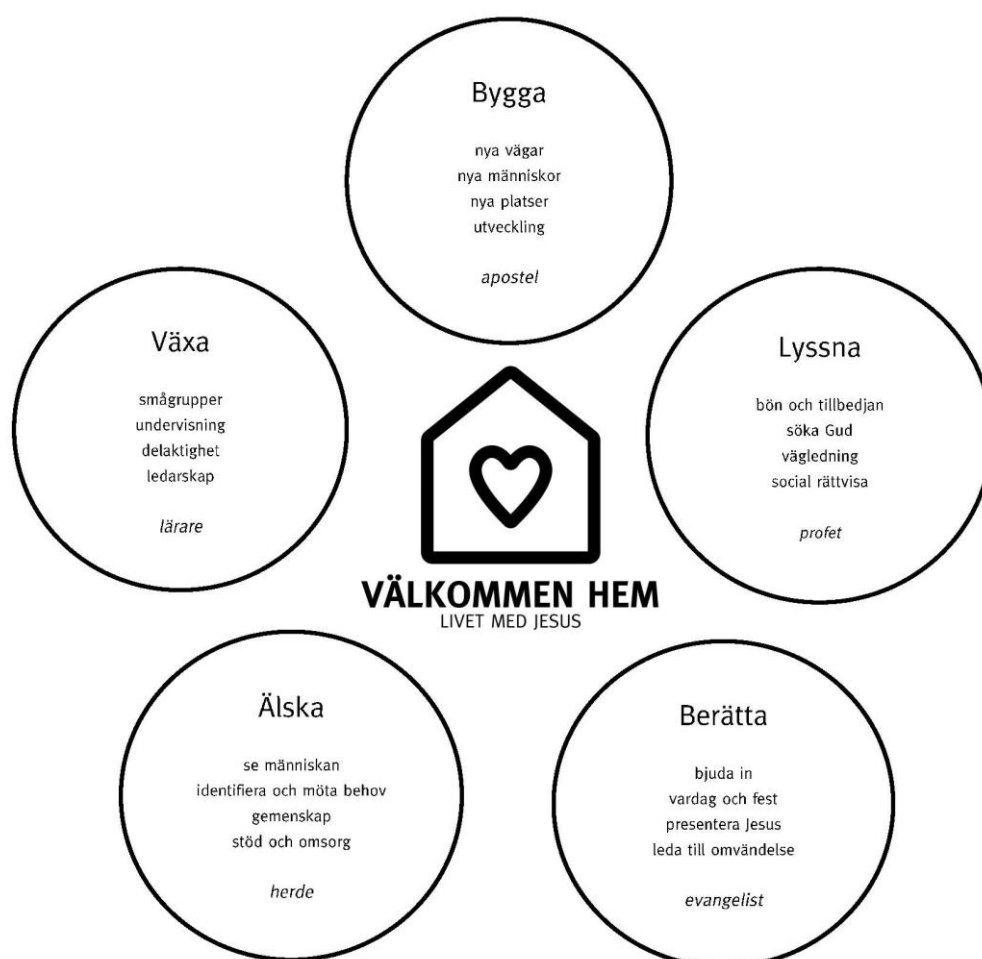 Bygga
nya vägar
nya människor
nya platser
utveckling
apostel
Växa
smågrupper
undervisning
delaktighet
ledarskap
lärare
Lyssna
bön och tillbedjan
söka Gud
vägledning
social rättvisa
profet
VÄLKOMMEN HEM
LIVET MED JESUS
Älska
se människan
identifiera och möta behov
gemenskap
stöd och omsorg
herde
Berätta
bjuda in
vardag och fest
presentera Jesus
leda till omvändelse
evangelist